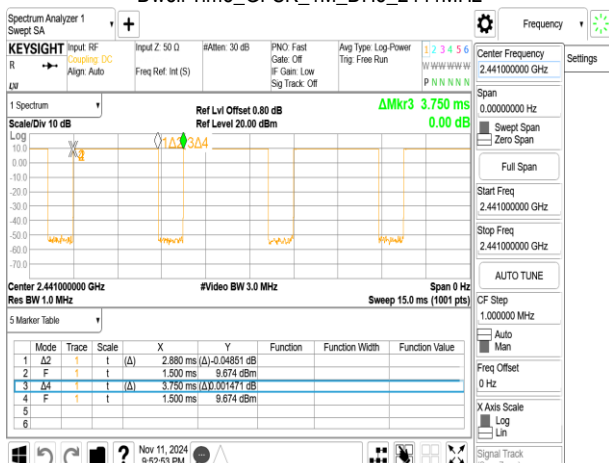 Spectrum Analyzer 1
Swept SA
Frequency
KEYSIGHT Input: RF
Coupling: DC
Align: Auto
Input Z: 50 Ω
Freq Ref: Int (S)
#Atten: 30 dB
PNO: Fast
Gate: Off
IF Gain: Low
Sig Track: Off
Avg Type: Log-Power
Trig: Free Run
1 2 3 4 5 6
W W W W W W
P N N N N N
R
LXI
1 Spectrum
Scale/Div 10 dB
Ref Lvl Offset 0.80 dB
Ref Level 20.00 dBm
ΔMkr3 3.750 ms
0.00 dB
Log
10.0
0.00
-10.0
-20.0
-30.0
-40.0
-50.0
-60.0
-70.0
1Δ2 3Δ4
Center 2.441000000 GHz
Res BW 1.0 MHz
#Video BW 3.0 MHz
Span 0 Hz
Sweep 15.0 ms (1001 pts)
5 Marker Table
Mode Trace Scale X Y Function Function Width Function Value
1 Δ2 1 t (Δ) 2.880 ms (Δ)-0.04851 dB
2 F 1 t 1.500 ms 9.674 dBm
3 Δ4 1 t (Δ) 3.750 ms (Δ)0.001471 dB
4 F 1 t 1.500 ms 9.674 dBm
5
6
Nov 11, 2024
9:52:53 PM
Center Frequency
2.441000000 GHz
Settings
Span
0.00000000 Hz
Swept Span
Zero Span
Full Span
Start Freq
2.441000000 GHz
Stop Freq
2.441000000 GHz
AUTO TUNE
CF Step
1.000000 MHz
Auto
Man
Freq Offset
0 Hz
X Axis Scale
Log
Lin
Signal Track